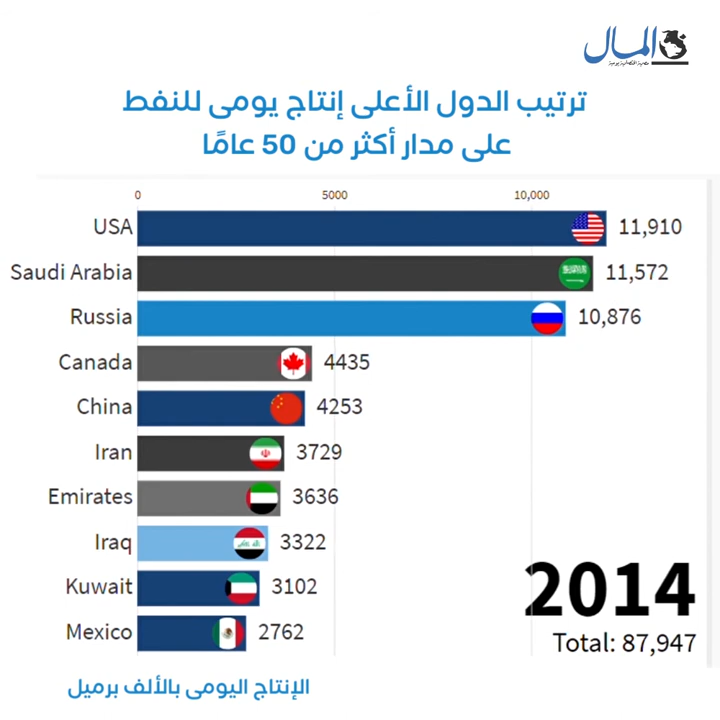 المال
ترتيب الدول الأعلى إنتاج يومى للنفط
على مدار أكثر من 50 عامًا
0 5000 10,000
USA 11,910
Saudi Arabia 11,572
Russia 10,876
Canada 4435
China 4253
Iran 3729
Emirates 3636
Iraq 3322
Kuwait 3102
Mexico 2762
2014
Total: 87,947
الإنتاج اليومى بالألف برميل